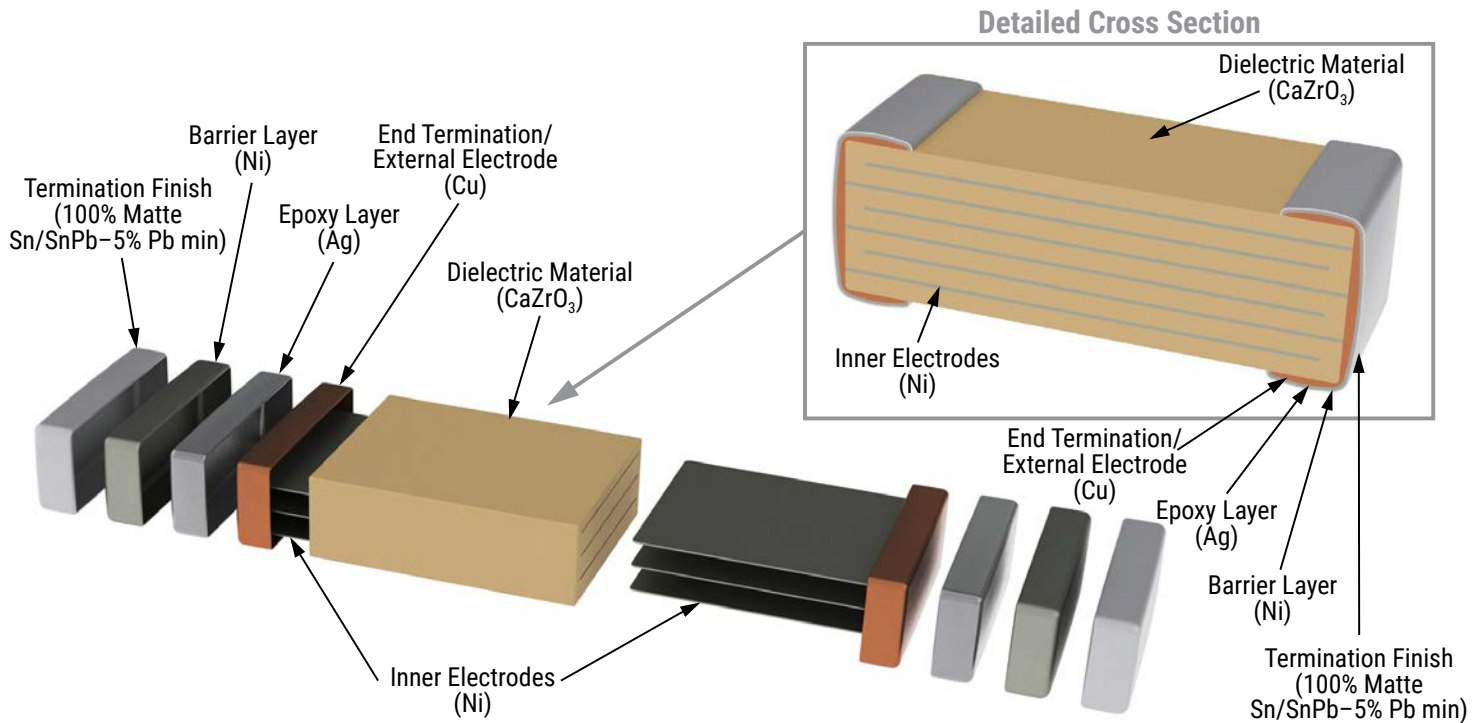 Detailed Cross Section
Dielectric Material
(CaZrO₃)
Inner Electrodes
(Ni)
End Termination/
External Electrode
(Cu)
Epoxy Layer
(Ag)
Barrier Layer
(Ni)
Termination Finish
(100% Matte
Sn/SnPb–5% Pb min)
Termination Finish
(100% Matte
Sn/SnPb–5% Pb min)
Barrier Layer
(Ni)
Epoxy Layer
(Ag)
End Termination/
External Electrode
(Cu)
Dielectric Material
(CaZrO₃)
Inner Electrodes
(Ni)